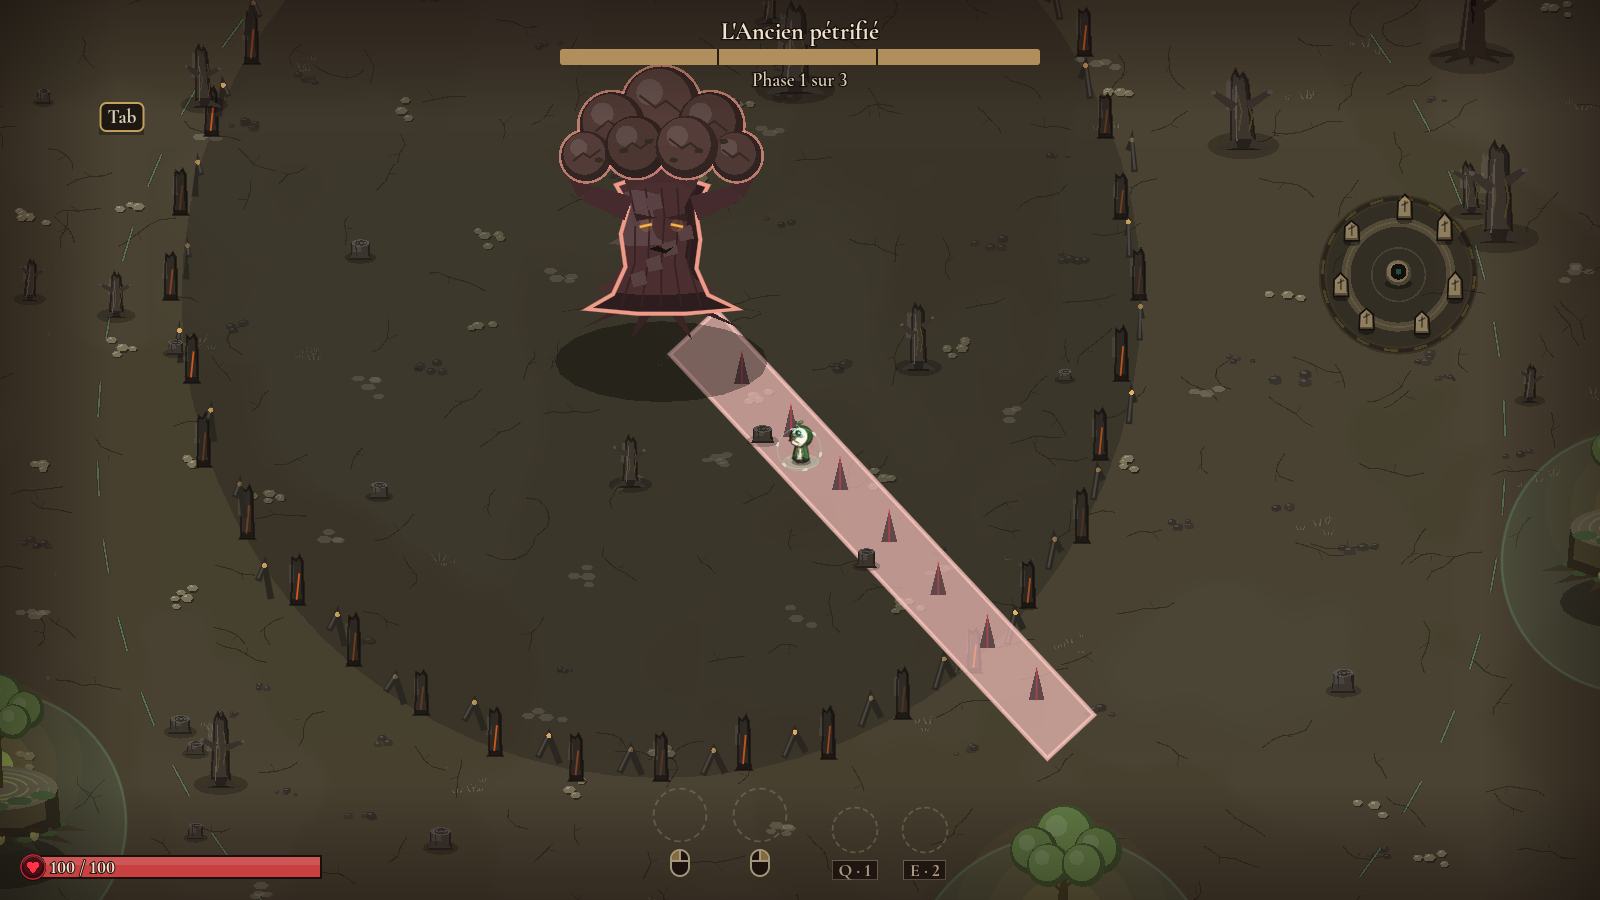 L'Ancien pétrifié
Phase 1 sur 3
Tab
100 / 100
Q · 1
E · 2